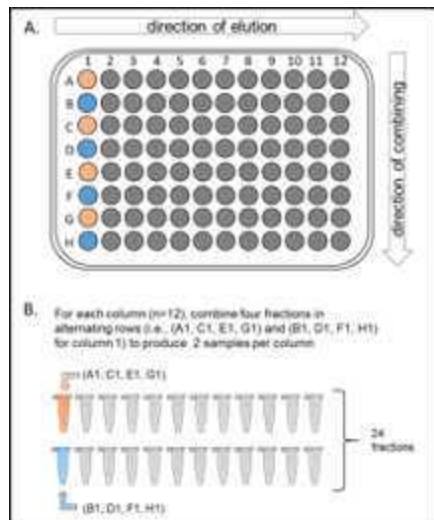 A.
direction of elution
1 2 3 4 5 6 7 8 9 10 11 12
A
B
C
D
E
F
G
H
direction of combining
B.
For each column (n=12), combine four fractions in
alternating rows (i.e., (A1, C1, E1, G1) and (B1, D1, F1, H1)
for column 1) to produce 2 samples per column
(A1, C1, E1, G1)
24
fractions
(B1, D1, F1, H1)